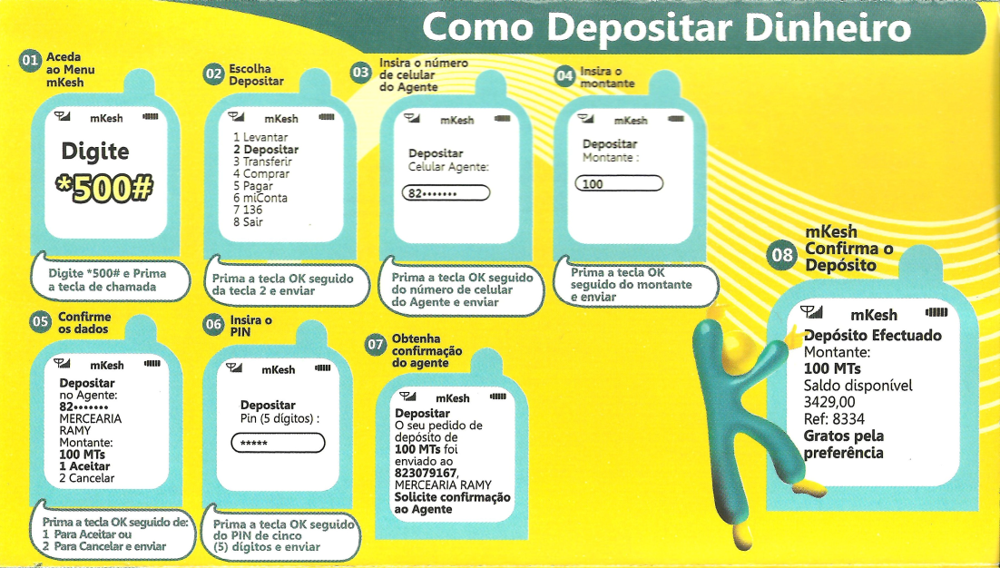 Como Depositar Dinheiro
01
Aceda
ao Menu
mKesh
mKesh
Digite
*500#
Digite *500# e Prima
a tecla de chamada
02
Escolha
Depositar
mKesh
1 Levantar
2 Depositar
3 Transferir
4 Comprar
5 Pagar
6 miConta
7 136
8 Sair
Prima a tecla OK seguido
da tecla 2 e enviar
03
Insira o número
de celular
do Agente
mKesh
Depositar
Celular Agente:
82•••••••
Prima a tecla OK seguido
do número de celular
do Agente e enviar
04
Insira o
montante
mKesh
Depositar
Montante :
100
Prima a tecla OK
seguido do montante
e enviar
05
Confirme
os dados
mKesh
Depositar
no Agente:
82•••••••
MERCEARIA
RAMY
Montante:
100 MTs
1 Aceitar
2 Cancelar
Prima a tecla OK seguido de:
1 Para Aceitar ou
2 Para Cancelar e enviar
06
Insira o
PIN
mKesh
Depositar
Pin (5 dígitos) :
*****
Prima a tecla OK seguido
do PIN de cinco
(5) dígitos e enviar
07
Obtenha
confirmação
do agente
mKesh
Depositar
O seu pedido de
depósito de
100 MTs foi
enviado ao
823079167,
MERCEARIA RAMY
Solicite confirmação
ao Agente
08
mKesh
Confirma o
Depósito
mKesh
Depósito Efectuado
Montante:
100 MTs
Saldo disponível
3429,00
Ref: 8334
Gratos pela
preferência